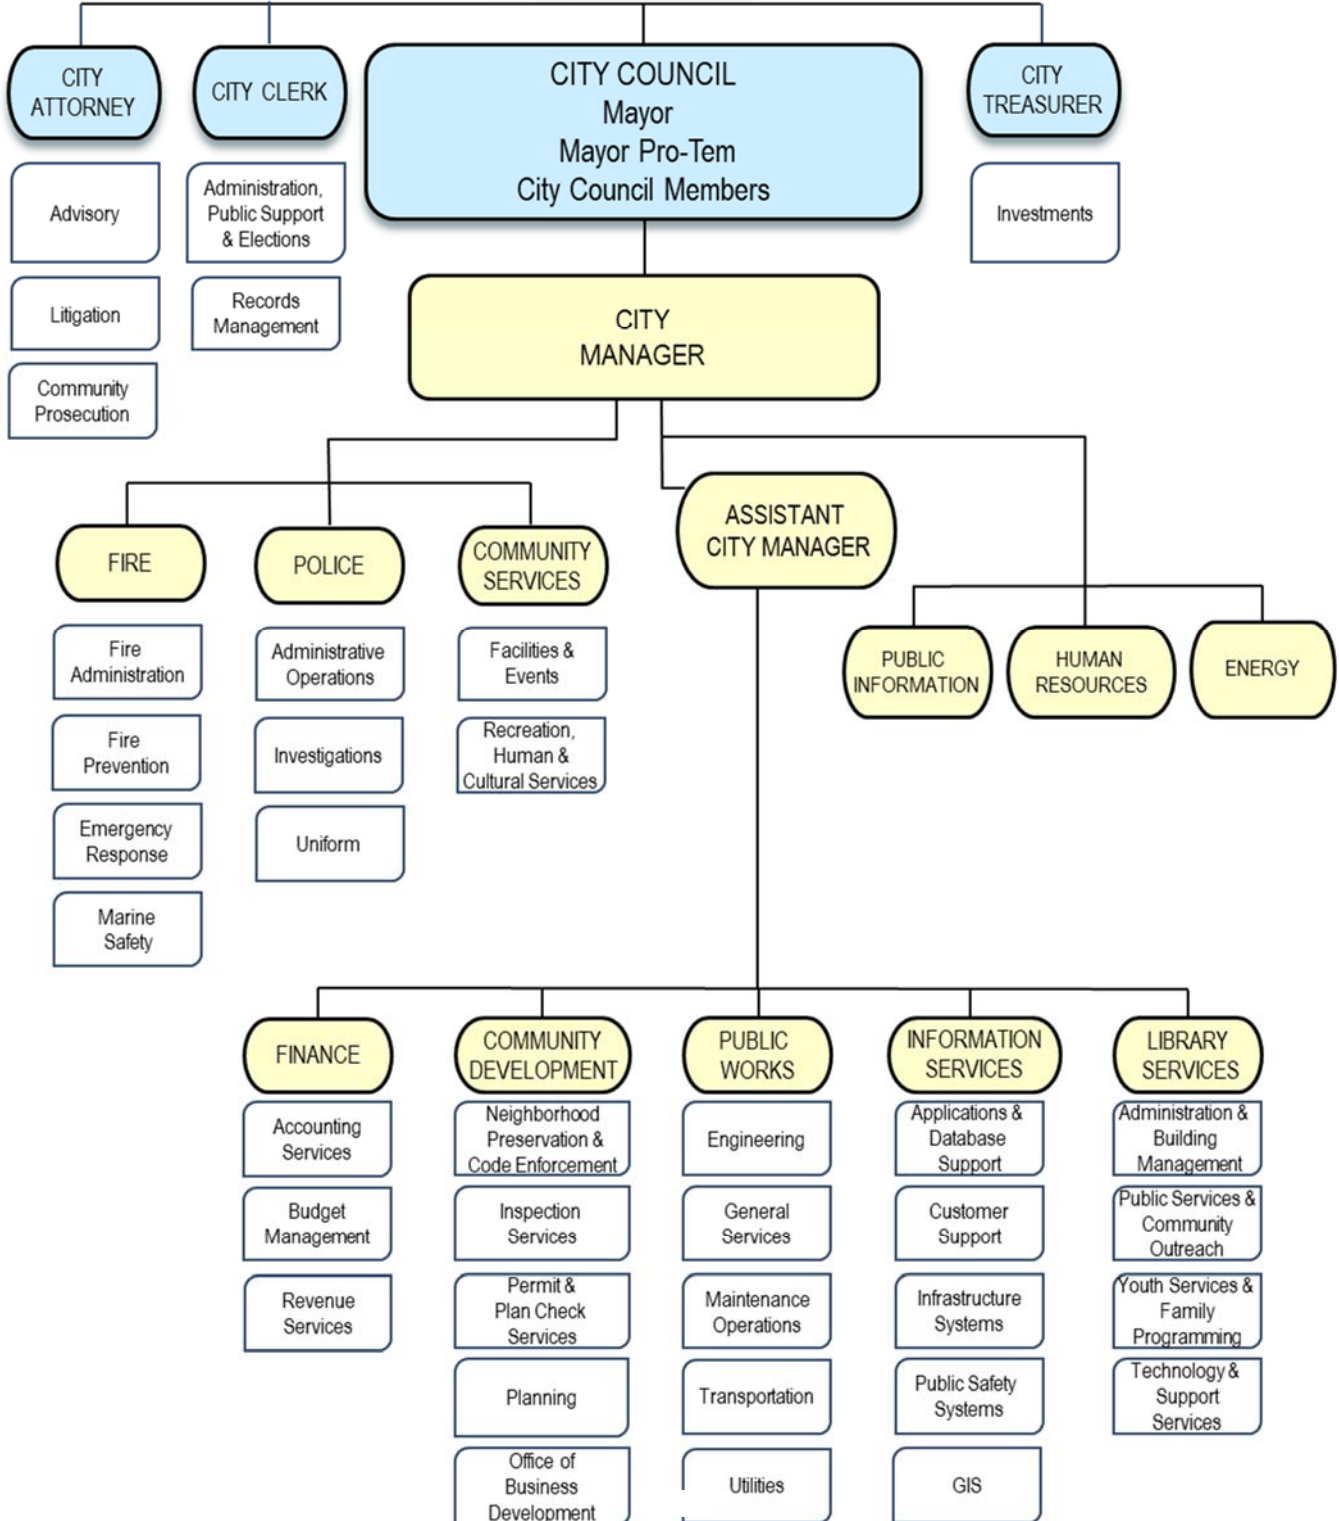 CITY
ATTORNEY
CITY CLERK
CITY COUNCIL
Mayor
Mayor Pro-Tem
City Council Members
CITY
TREASURER
Advisory
Litigation
Community
Prosecution
Administration,
Public Support
& Elections
Records
Management
Investments
CITY
MANAGER
ASSISTANT
CITY MANAGER
FIRE
Fire
Administration
Fire
Prevention
Emergency
Response
Marine
Safety
POLICE
Administrative
Operations
Investigations
Uniform
COMMUNITY
SERVICES
Facilities &
Events
Recreation,
Human &
Cultural Services
PUBLIC
INFORMATION
HUMAN
RESOURCES
ENERGY
FINANCE
Accounting
Services
Budget
Management
Revenue
Services
COMMUNITY
DEVELOPMENT
Neighborhood
Preservation &
Code Enforcement
Inspection
Services
Permit &
Plan Check
Services
Planning
Office of
Business
Development
PUBLIC
WORKS
Engineering
General
Services
Maintenance
Operations
Transportation
Utilities
INFORMATION
SERVICES
Applications &
Database
Support
Customer
Support
Infrastructure
Systems
Public Safety
Systems
GIS
LIBRARY
SERVICES
Administration &
Building
Management
Public Services &
Community
Outreach
Youth Services &
Family
Programming
Technology &
Support
Services